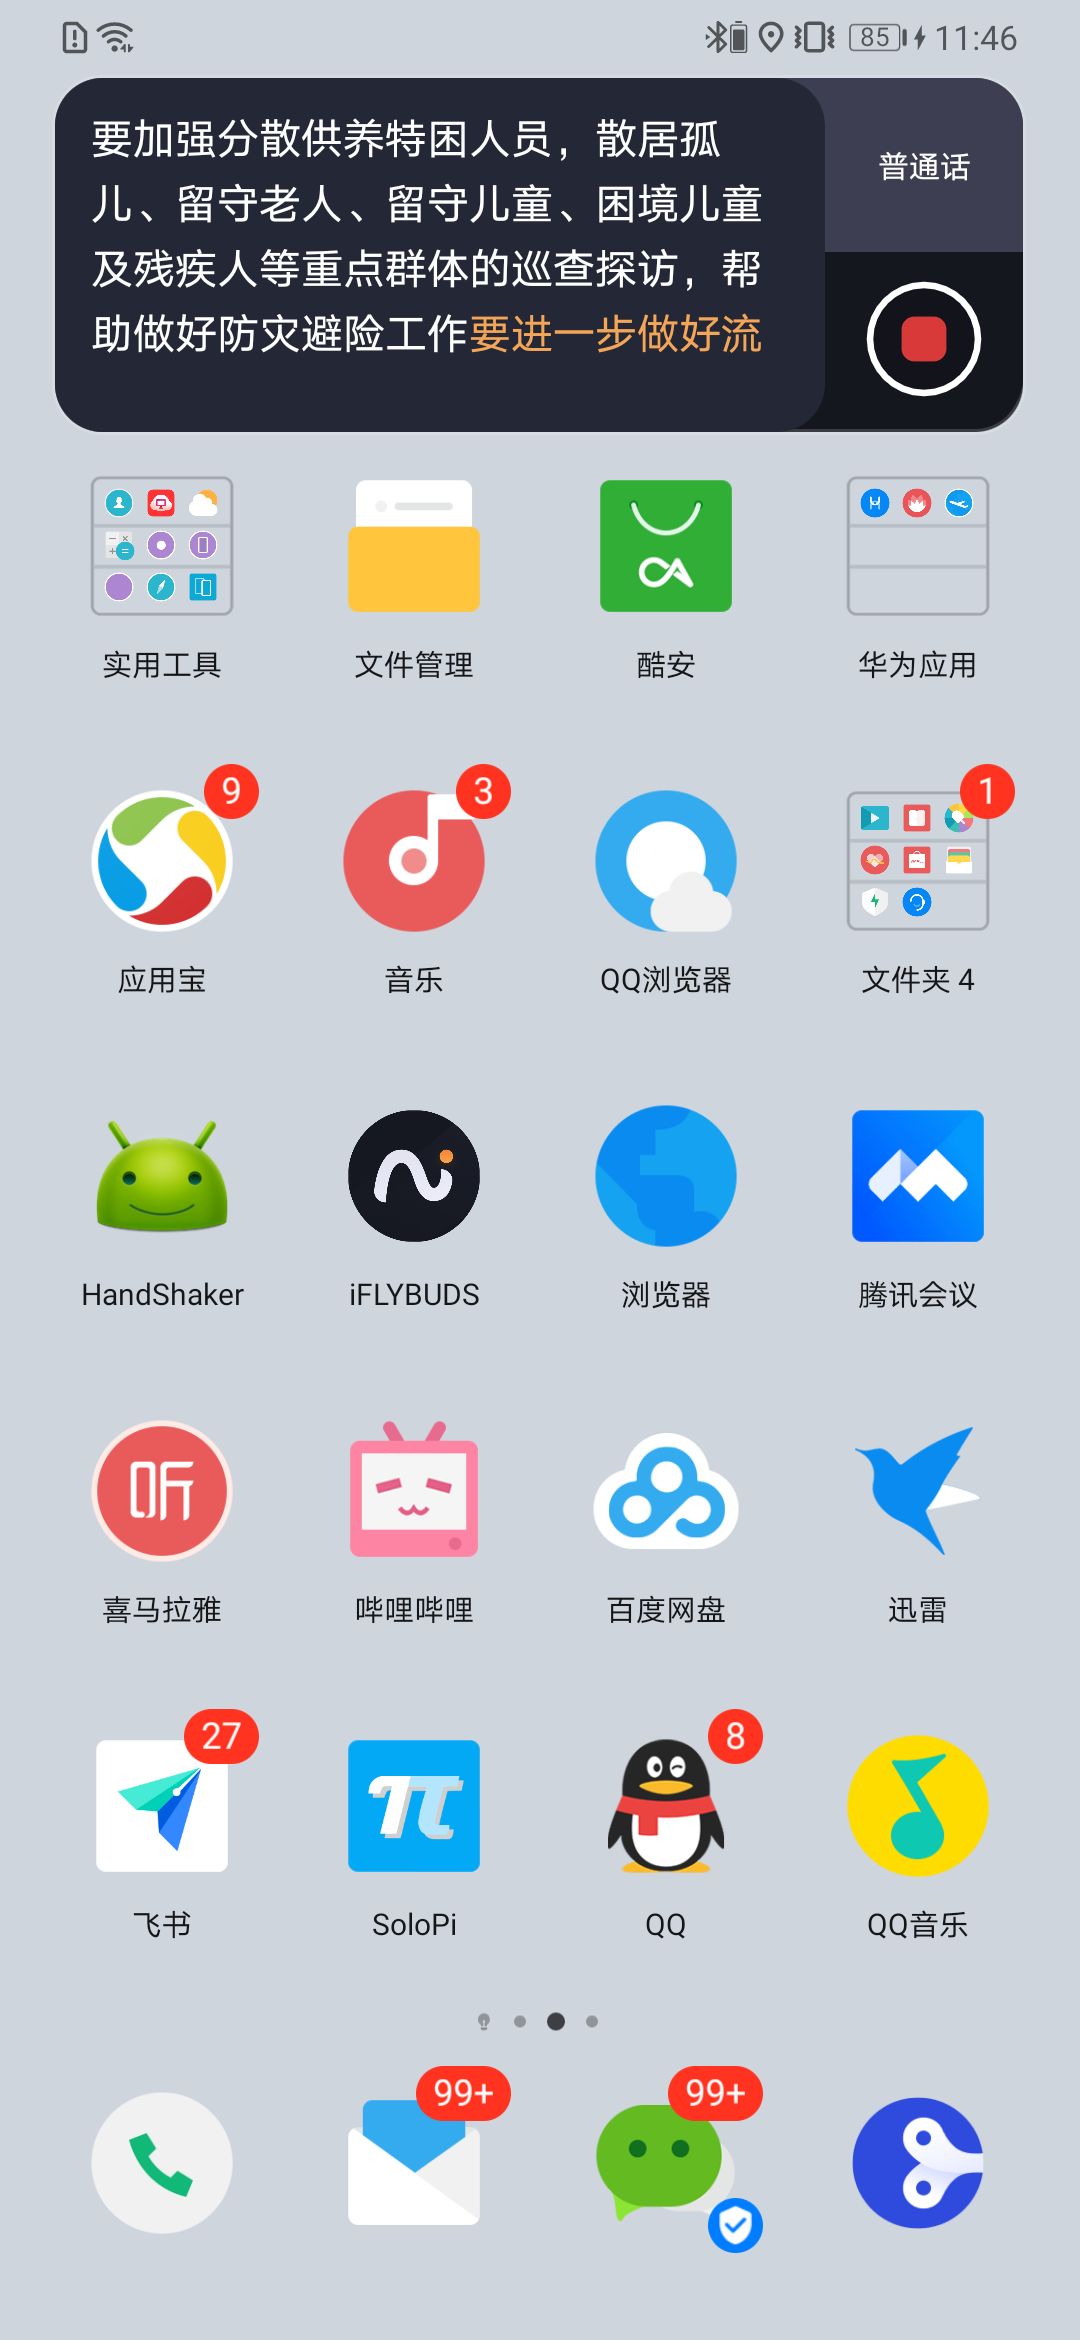 85 11:46
要加强分散供养特困人员，散居孤
儿、留守老人、留守儿童、困境儿童
及残疾人等重点群体的巡查探访，帮
助做好防灾避险工作要进一步做好流
普通话
实用工具 文件管理 酷安 华为应用
9 3 1
应用宝 音乐 QQ浏览器 文件夹 4
HandShaker iFLYBUDS 浏览器 腾讯会议
听
喜马拉雅 哔哩哔哩 百度网盘 迅雷
27 8
飞书 SoloPi QQ QQ音乐
99+ 99+